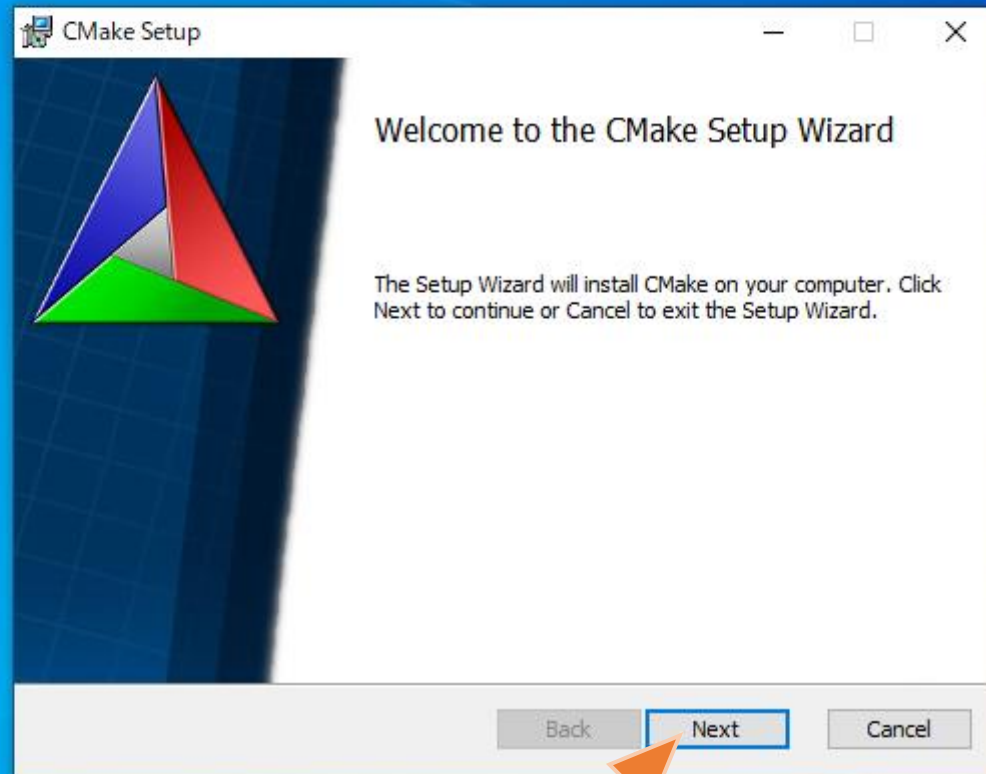 CMake Setup
Welcome to the CMake Setup Wizard
The Setup Wizard will install CMake on your computer. Click
Next to continue or Cancel to exit the Setup Wizard.
Back Next Cancel